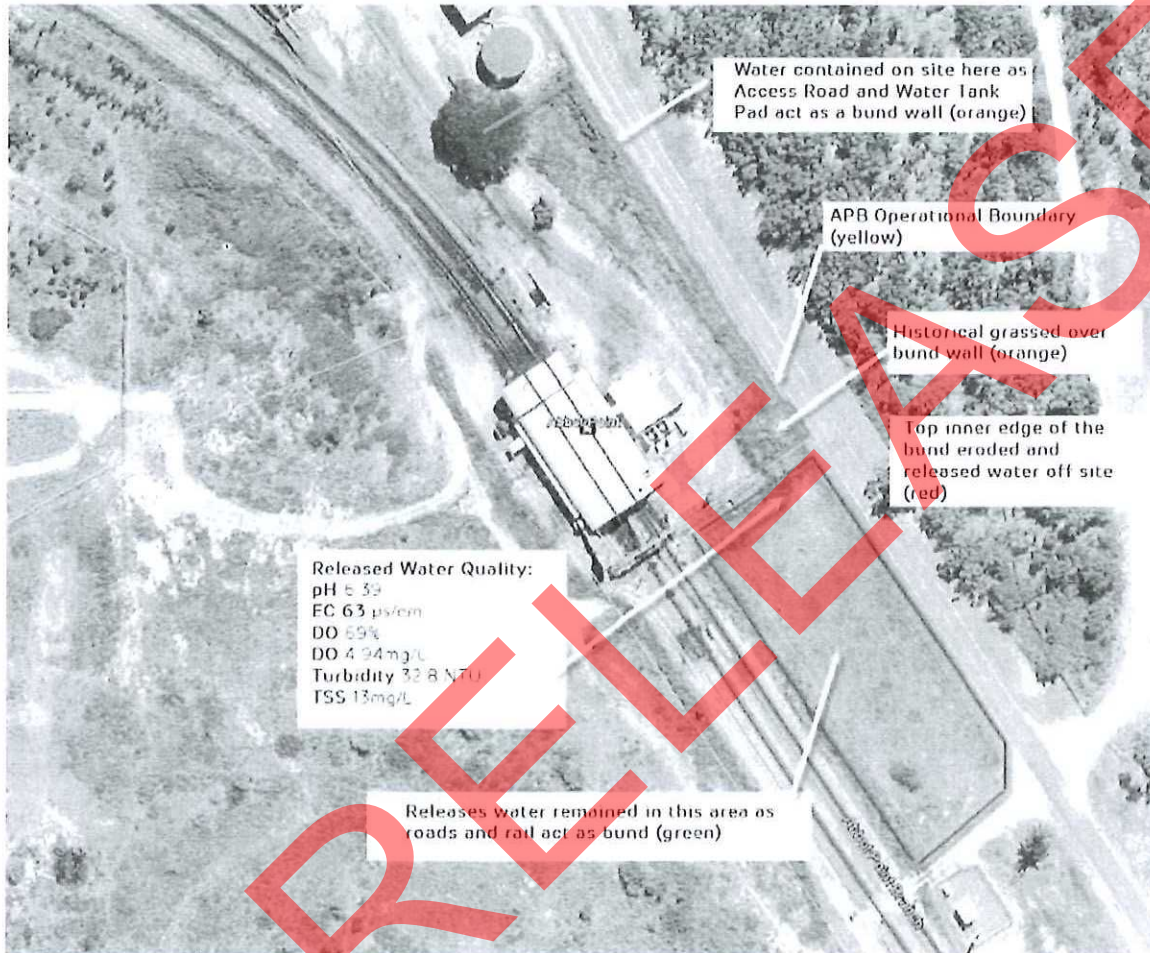 Water contained on site here as
Access Road and Water Tank
Pad act as a bund wall (orange)
APB Operational Boundary
(yellow)
Historical grassed over
bund wall (orange)
Top inner edge of the
bund eroded and
released water off site
(red)
Released Water Quality:
pH 6.39
EC 63 µs/cm
DO 69%
DO 4.94mg/L
Turbidity 32.8 NTU
TSS 13mg/L
Releases water remained in this area as
roads and rail act as bund (green)
RELEASE